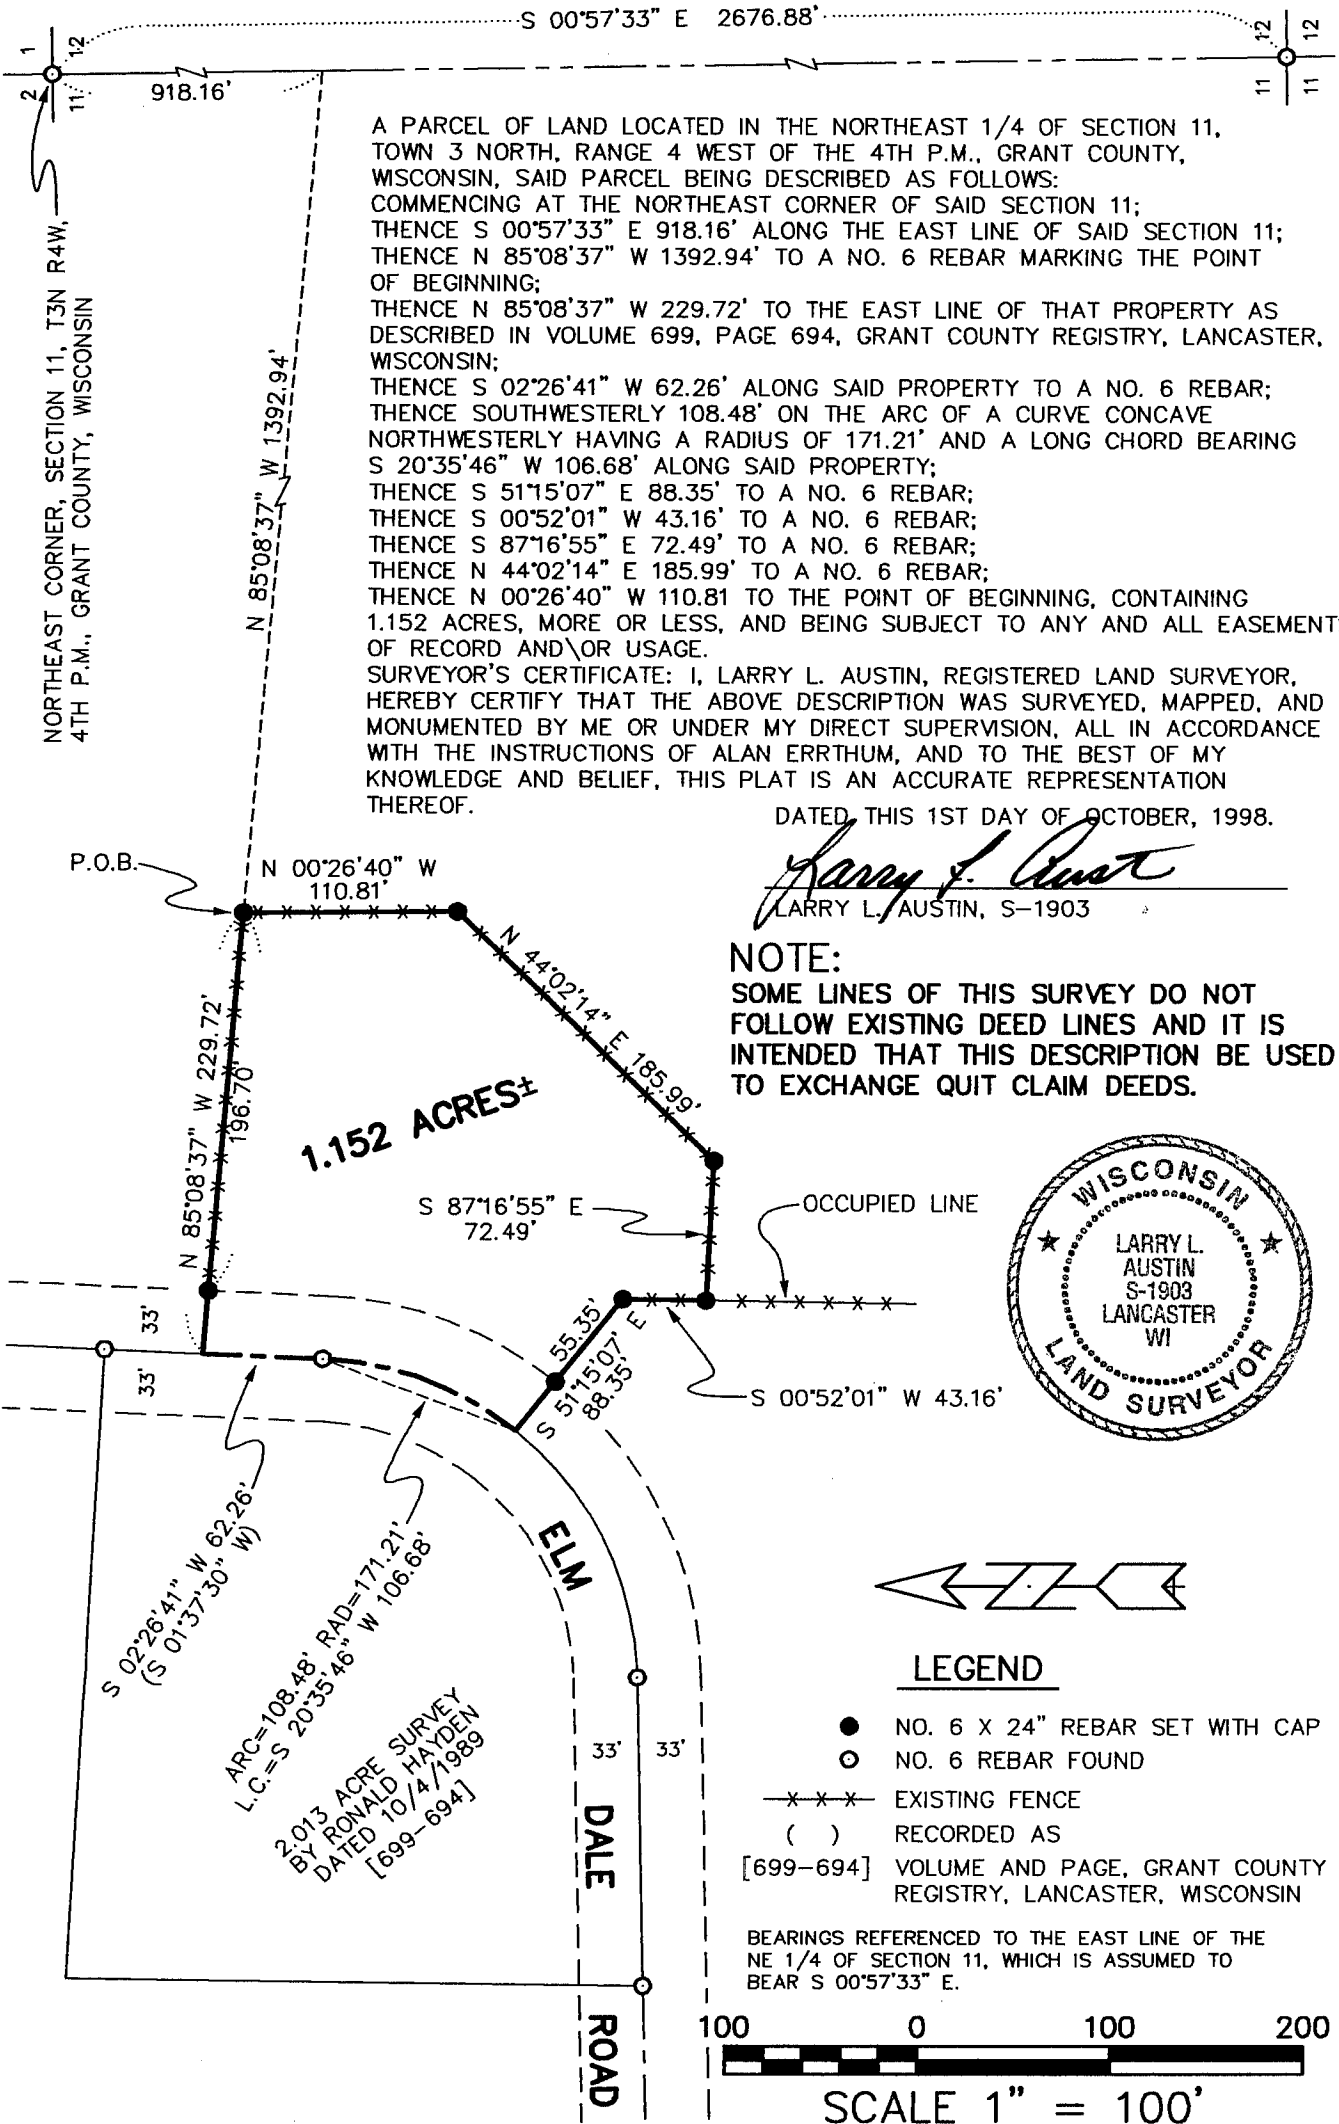 S 00°57'33" E 2676.88'
1 12
2 11
12 12
11 11
918.16'
NORTHEAST CORNER, SECTION 11, T3N R4W,
4TH P.M., GRANT COUNTY, WISCONSIN
A PARCEL OF LAND LOCATED IN THE NORTHEAST 1/4 OF SECTION 11,
TOWN 3 NORTH, RANGE 4 WEST OF THE 4TH P.M., GRANT COUNTY,
WISCONSIN, SAID PARCEL BEING DESCRIBED AS FOLLOWS:
COMMENCING AT THE NORTHEAST CORNER OF SAID SECTION 11;
THENCE S 00°57'33" E 918.16' ALONG THE EAST LINE OF SAID SECTION 11;
THENCE N 85°08'37" W 1392.94' TO A NO. 6 REBAR MARKING THE POINT
OF BEGINNING;
THENCE N 85°08'37" W 229.72' TO THE EAST LINE OF THAT PROPERTY AS
DESCRIBED IN VOLUME 699, PAGE 694, GRANT COUNTY REGISTRY, LANCASTER,
WISCONSIN;
THENCE S 02°26'41" W 62.26' ALONG SAID PROPERTY TO A NO. 6 REBAR;
THENCE SOUTHWESTERLY 108.48' ON THE ARC OF A CURVE CONCAVE
NORTHWESTERLY HAVING A RADIUS OF 171.21' AND A LONG CHORD BEARING
S 20°35'46" W 106.68' ALONG SAID PROPERTY;
THENCE S 51°15'07" E 88.35' TO A NO. 6 REBAR;
THENCE S 00°52'01" W 43.16' TO A NO. 6 REBAR;
THENCE S 87°16'55" E 72.49' TO A NO. 6 REBAR;
THENCE N 44°02'14" E 185.99' TO A NO. 6 REBAR;
THENCE N 00°26'40" W 110.81 TO THE POINT OF BEGINNING, CONTAINING
1.152 ACRES, MORE OR LESS, AND BEING SUBJECT TO ANY AND ALL EASEMENT
OF RECORD AND\OR USAGE.
SURVEYOR'S CERTIFICATE: I, LARRY L. AUSTIN, REGISTERED LAND SURVEYOR,
HEREBY CERTIFY THAT THE ABOVE DESCRIPTION WAS SURVEYED, MAPPED, AND
MONUMENTED BY ME OR UNDER MY DIRECT SUPERVISION, ALL IN ACCORDANCE
WITH THE INSTRUCTIONS OF ALAN ERRTHUM, AND TO THE BEST OF MY
KNOWLEDGE AND BELIEF, THIS PLAT IS AN ACCURATE REPRESENTATION
THEREOF.
DATED THIS 1ST DAY OF OCTOBER, 1998.
LARRY L. AUSTIN, S-1903
N 85°08'37" W 1392.94'
P.O.B.
N 00°26'40" W
110.81'
N 44°02'14" E 185.99'
N 85°08'37" W 229.72'
196.70'
1.152 ACRES±
NOTE:
SOME LINES OF THIS SURVEY DO NOT
FOLLOW EXISTING DEED LINES AND IT IS
INTENDED THAT THIS DESCRIPTION BE USED
TO EXCHANGE QUIT CLAIM DEEDS.
S 87°16'55" E
72.49'
OCCUPIED LINE
WISCONSIN
LARRY L.
AUSTIN
S-1903
LANCASTER
WI
LAND SURVEYOR
33'
33'
55.35'
S 51°15'07" E
88.35'
S 00°52'01" W 43.16'
S 02°26'41" W 62.26'
(S 01°37'30" W)
ARC=108.48' RAD=171.21'
L.C.=S 20°35'46" W 106.68'
2.013 ACRE SURVEY
BY RONALD HAYDEN
DATED 10/4/1989
[699-694]
ELM
DALE
ROAD
33' 33'
LEGEND
NO. 6 X 24" REBAR SET WITH CAP
NO. 6 REBAR FOUND
EXISTING FENCE
( ) RECORDED AS
[699-694] VOLUME AND PAGE, GRANT COUNTY
REGISTRY, LANCASTER, WISCONSIN
BEARINGS REFERENCED TO THE EAST LINE OF THE
NE 1/4 OF SECTION 11, WHICH IS ASSUMED TO
BEAR S 00°57'33" E.
100 0 100 200
SCALE 1" = 100'